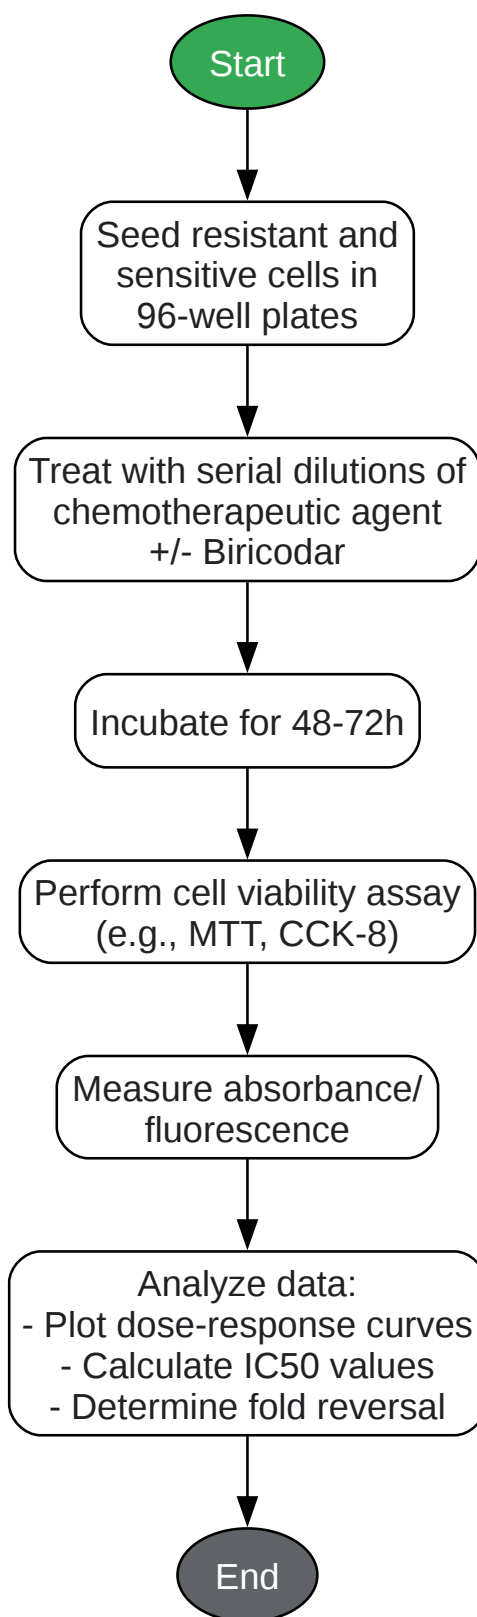 Start
Seed resistant and
sensitive cells in
96-well plates
Treat with serial dilutions of
chemotherapeutic agent
+/- Biricodar
Incubate for 48-72h
Perform cell viability assay
(e.g., MTT, CCK-8)
Measure absorbance/
fluorescence
Analyze data:
- Plot dose-response curves
- Calculate IC50 values
- Determine fold reversal
End